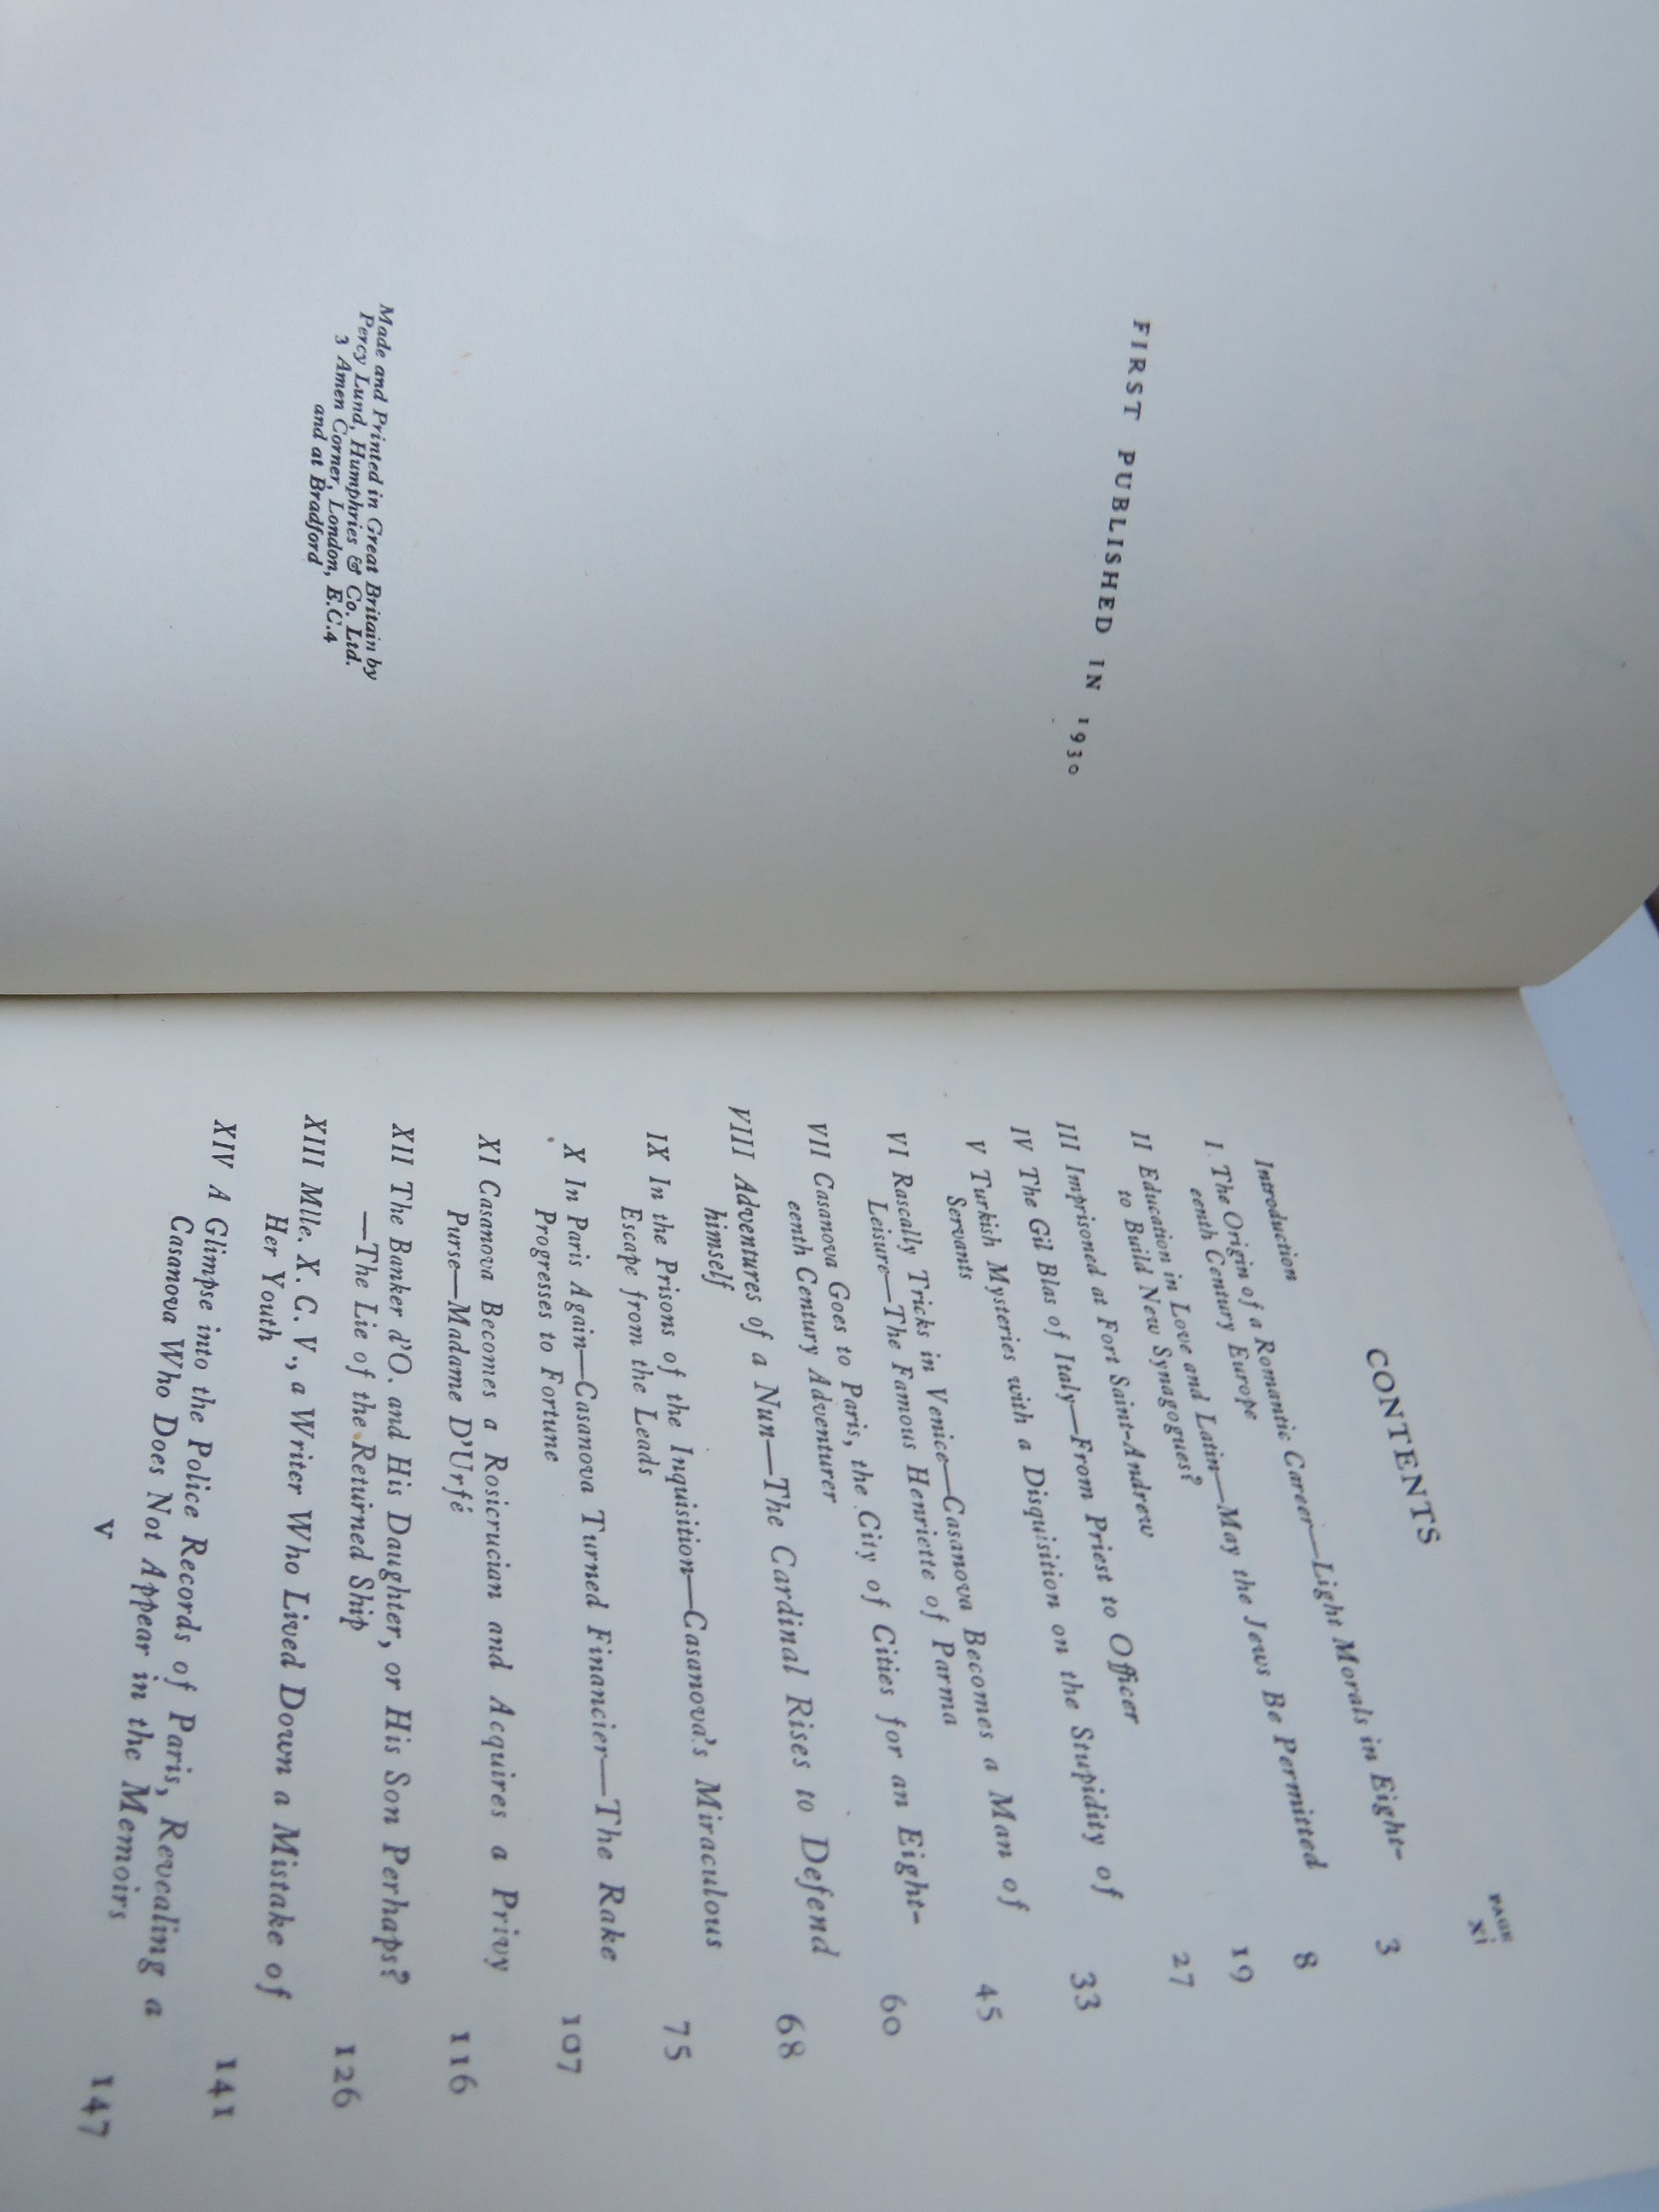 FIRST PUBLISHED IN 1930
Made and Printed in Great Britain by
Percy Lund, Humphries & Co. Ltd.
3 Amen Corner, London, E.C.4
and at Bradford
CONTENTS
PAGE
Introduction xi
I. The Origin of a Romantic Career—Light Morals in Eight-
eenth Century Europe 3
II Education in Love and Latin—May the Jews Be Permitted
to Build New Synagogues? 8
III Imprisoned at Fort Saint-Andrew 19
IV The Gil Blas of Italy—From Priest to Officer 27
V Turkish Mysteries with a Disquisition on the Stupidity of
Servants 33
VI Rascally Tricks in Venice—Casanova Becomes a Man of
Leisure—The Famous Henriette of Parma 45
VII Casanova Goes to Paris, the City of Cities for an Eight-
eenth Century Adventurer 60
VIII Adventures of a Nun—The Cardinal Rises to Defend
himself 68
IX In the Prisons of the Inquisition—Casanova's Miraculous
Escape from the Leads 75
X In Paris Again—Casanova Turned Financier—The Rake
Progresses to Fortune 107
XI Casanova Becomes a Rosicrucian and Acquires a Privy
Purse—Madame D'Urfé 116
XII The Banker d'O. and His Daughter, or His Son Perhaps?
—The Lie of the Returned Ship 126
XIII Mlle. X. C. V., a Writer Who Lived Down a Mistake of
Her Youth 141
XIV A Glimpse into the Police Records of Paris, Revealing a
Casanova Who Does Not Appear in the Memoirs 147
v